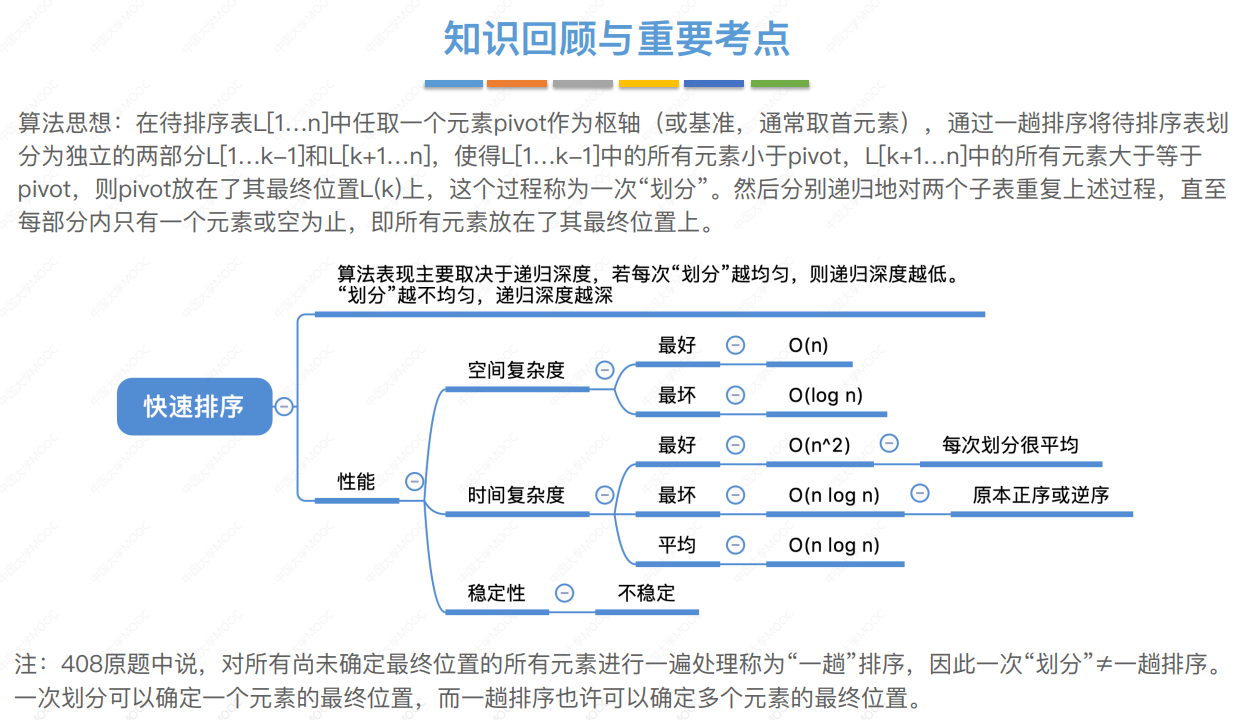 知识回顾与重要考点
算法思想：在待排序表L[1…n]中任取一个元素pivot作为枢轴（或基准，通常取首元素），通过一趟排序将待排序表划
分为独立的两部分L[1…k-1]和L[k+1…n]，使得L[1…k-1]中的所有元素小于pivot，L[k+1…n]中的所有元素大于等于
pivot，则pivot放在了其最终位置L(k)上，这个过程称为一次“划分”。然后分别递归地对两个子表重复上述过程，直至
每部分内只有一个元素或空为止，即所有元素放在了其最终位置上。
算法表现主要取决于递归深度，若每次“划分”越均匀，则递归深度越低。
“划分”越不均匀，递归深度越深
快速排序
性能
空间复杂度
最好
O(n)
最坏
O(log n)
时间复杂度
最好
O(n^2)
每次划分很平均
最坏
O(n log n)
原本正序或逆序
平均
O(n log n)
稳定性
不稳定
注：408原题中说，对所有尚未确定最终位置的所有元素进行一遍处理称为“一趟”排序，因此一次“划分”≠一趟排序。
一次划分可以确定一个元素的最终位置，而一趟排序也许可以确定多个元素的最终位置。
中国大学MOOC